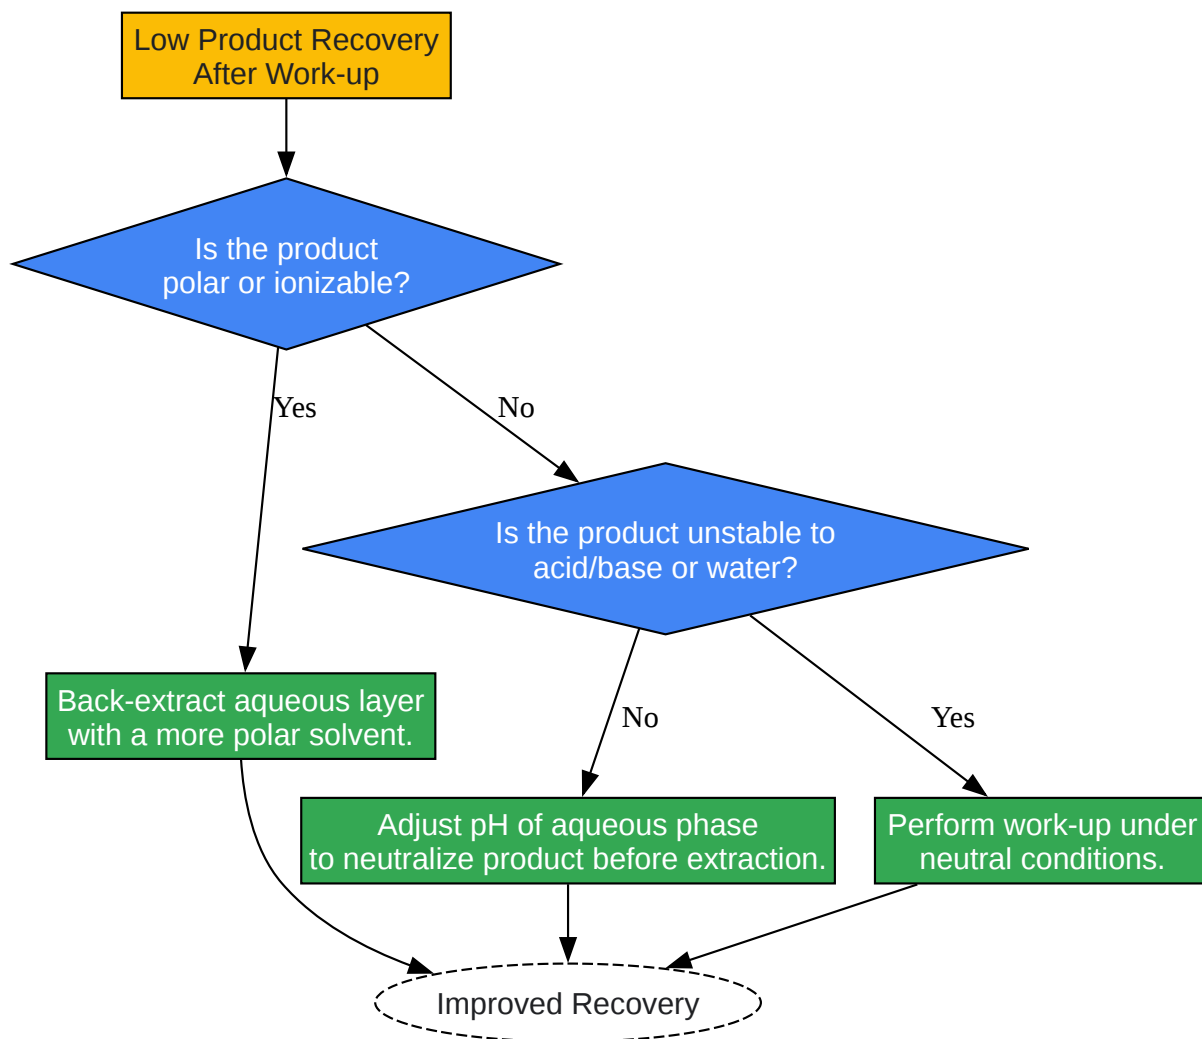 Low Product Recovery
After Work-up
Is the product
polar or ionizable?
Yes
No
Is the product unstable to
acid/base or water?
Back-extract aqueous layer
with a more polar solvent.
No
Yes
Adjust pH of aqueous phase
to neutralize product before extraction.
Perform work-up under
neutral conditions.
Improved Recovery